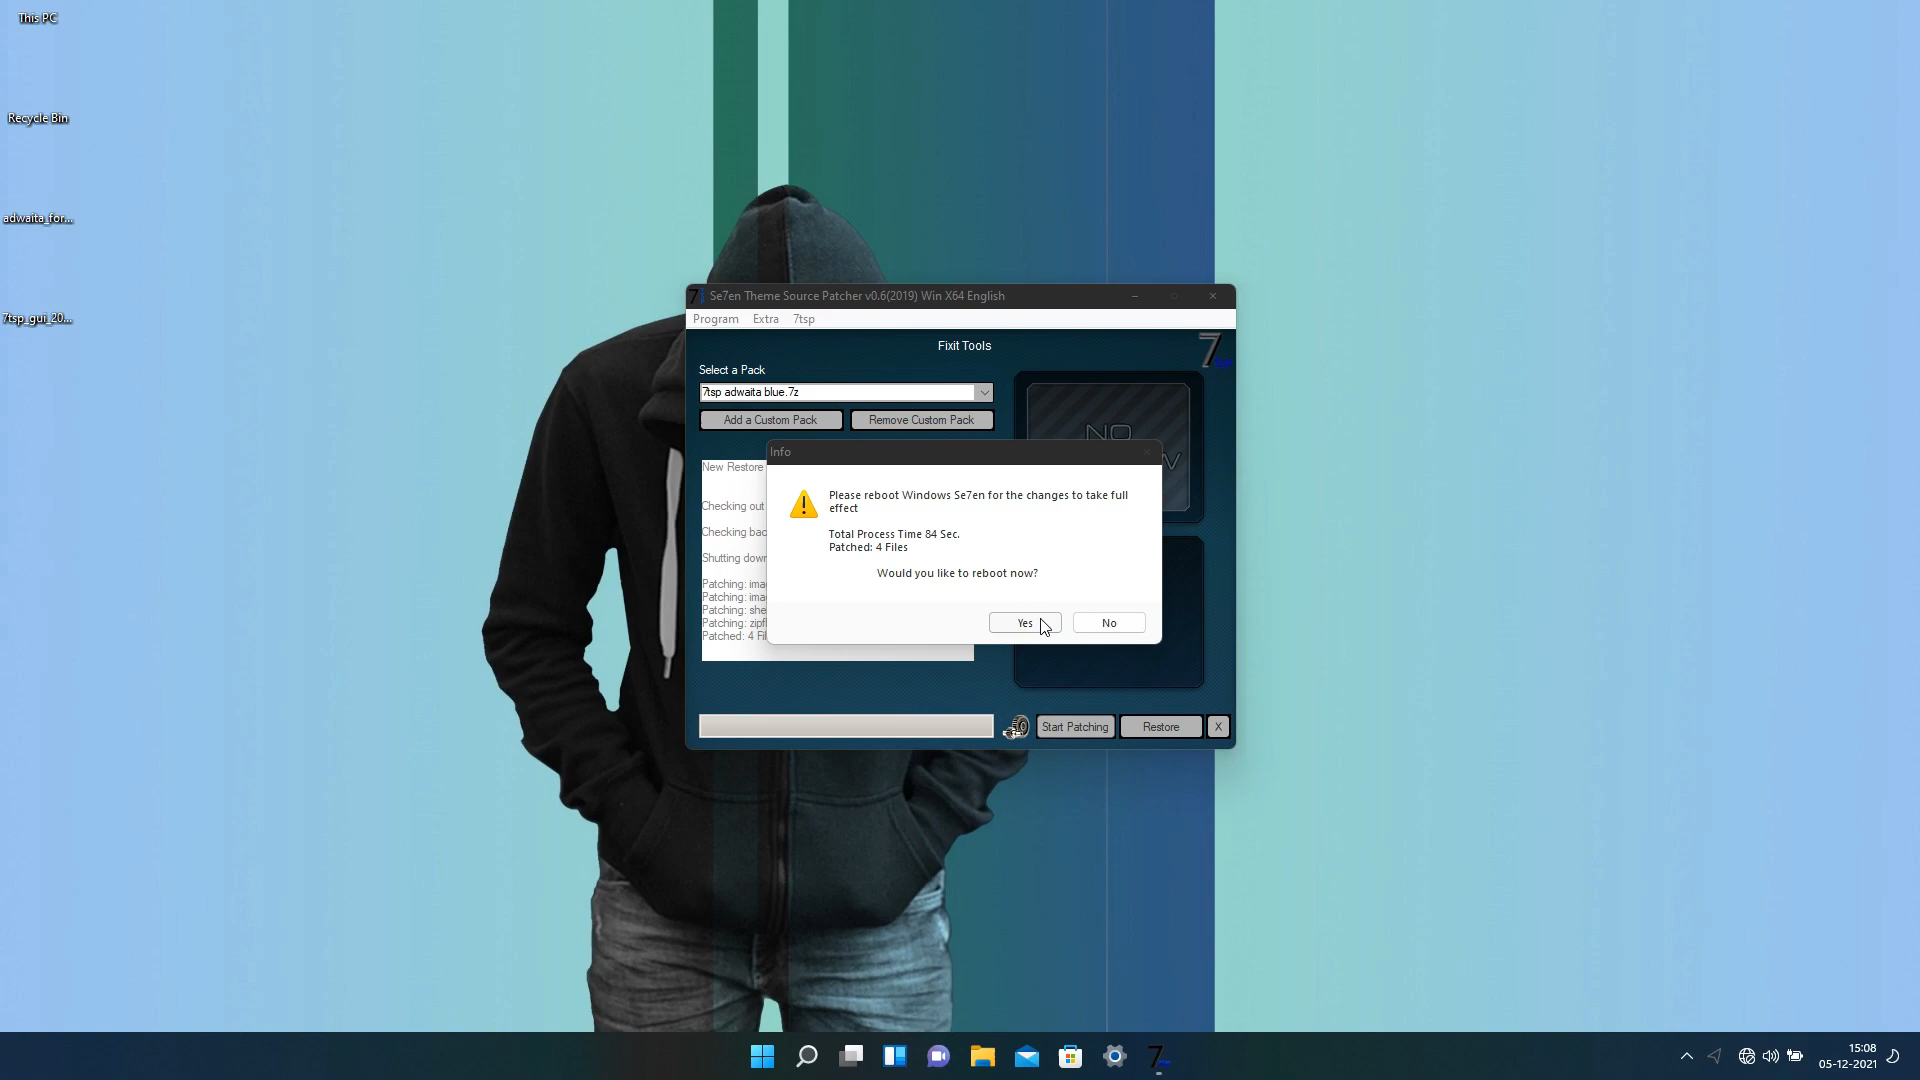 This PC
Recycle Bin
adwaita_for...
7tsp_gui_20...
Se7en Theme Source Patcher v0.6(2019) Win X64 English
Program Extra 7tsp
Fixit Tools
Select a Pack
7tsp adwaita blue.7z
Add a Custom Pack Remove Custom Pack
NO
New Restore
Checking out
Checking bac
Shutting down
Patching: ima
Patching: ima
Patching: she
Patching: zipf
Patched: 4 Fil
Info
Please reboot Windows Se7en for the changes to take full
effect
Total Process Time 84 Sec.
Patched: 4 Files
Would you like to reboot now?
Yes No
Start Patching Restore X
15:08
05-12-2021